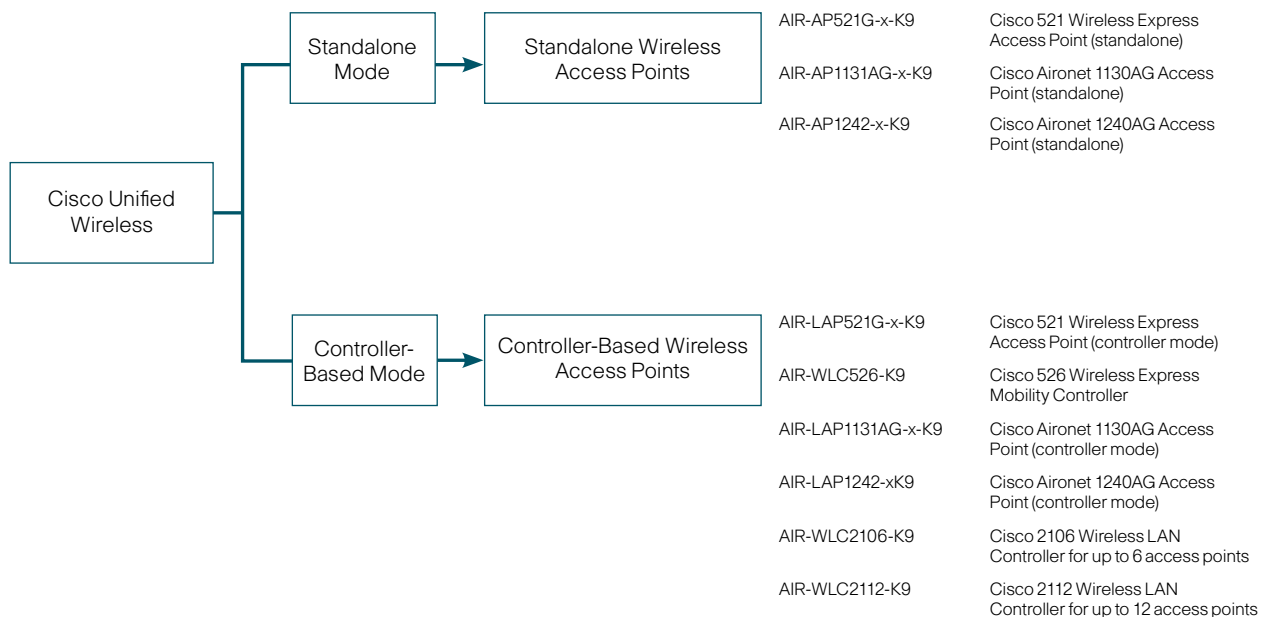 Cisco Unified
Wireless
Standalone
Mode
Standalone Wireless
Access Points
AIR-AP521G-x-K9
Cisco 521 Wireless Express
Access Point (standalone)
AIR-AP1131AG-x-K9
Cisco Aironet 1130AG Access
Point (standalone)
AIR-AP1242-x-K9
Cisco Aironet 1240AG Access
Point (standalone)
Controller-
Based Mode
Controller-Based Wireless
Access Points
AIR-LAP521G-x-K9
Cisco 521 Wireless Express
Access Point (controller mode)
AIR-WLC526-K9
Cisco 526 Wireless Express
Mobility Controller
AIR-LAP1131AG-x-K9
Cisco Aironet 1130AG Access
Point (controller mode)
AIR-LAP1242-xK9
Cisco Aironet 1240AG Access
Point (controller mode)
AIR-WLC2106-K9
Cisco 2106 Wireless LAN
Controller for up to 6 access points
AIR-WLC2112-K9
Cisco 2112 Wireless LAN
Controller for up to 12 access points